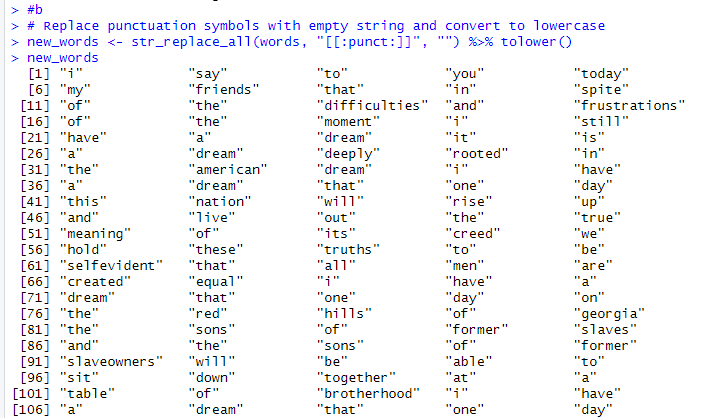 > #b
> # Replace punctuation symbols with empty string and convert to lowercase
> new_words <- str_replace_all(words, "[[:punct:]]", "") %>% tolower()
> new_words
[1] "i" "say" "to" "you" "today"
[6] "my" "friends" "that" "in" "spite"
[11] "of" "the" "difficulties" "and" "frustrations"
[16] "of" "the" "moment" "i" "still"
[21] "have" "a" "dream" "it" "is"
[26] "a" "dream" "deeply" "rooted" "in"
[31] "the" "american" "dream" "i" "have"
[36] "a" "dream" "that" "one" "day"
[41] "this" "nation" "will" "rise" "up"
[46] "and" "live" "out" "the" "true"
[51] "meaning" "of" "its" "creed" "we"
[56] "hold" "these" "truths" "to" "be"
[61] "selfevident" "that" "all" "men" "are"
[66] "created" "equal" "i" "have" "a"
[71] "dream" "that" "one" "day" "on"
[76] "the" "red" "hills" "of" "georgia"
[81] "the" "sons" "of" "former" "slaves"
[86] "and" "the" "sons" "of" "former"
[91] "slaveowners" "will" "be" "able" "to"
[96] "sit" "down" "together" "at" "a"
[101] "table" "of" "brotherhood" "i" "have"
[106] "a" "dream" "that" "one" "day"